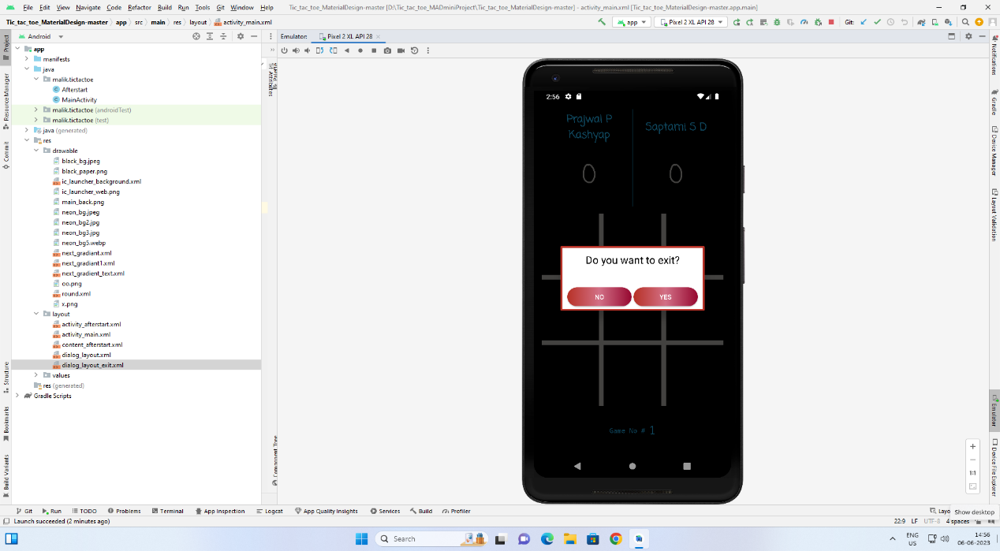 File Edit View Navigate Code Refactor Build Run Tools Git Window Help Tic_tac_toe_MaterialDesign-master [D:\Tic_tac_toe_MADminiProject\Tic_tac_toe_MaterialDesign-master] - activity_main.xml [Tic_tac_toe_MaterialDesign-master.app.main]
Tic_tac_toe_MaterialDesign-master app src main res layout activity_main.xml
app Pixel 2 XL API 28 Git:
Android
Emulator: Pixel 2 XL API 28
Project
Resource Manager
Commit
Structure
Bookmarks
Build Variants
app
manifests
java
malik.tictactoe
Afterstart
MainActivity
malik.tictactoe (androidTest)
malik.tictactoe (test)
java (generated)
res
drawable
black_bg.jpeg
black_paper.png
ic_launcher_background.xml
ic_launcher_web.png
main_back.png
neon_bg.jpeg
neon_bg2.jpg
neon_bg3.jpg
neon_bg5.webp
next_gradiant.xml
next_gradiant1.xml
next_gradient_text.xml
oo.png
round.xml
x.png
layout
activity_afterstart.xml
activity_main.xml
content_afterstart.xml
dialog_layout.xml
dialog_layout_exit.xml
values
res (generated)
Gradle Scripts
Palette
Attributes
Component Tree
2:56
Prajwal P
Kashyap
Saptami S D
0 0
Do you want to exit?
NO YES
Game No # 1
Notifications
Gradle
Device Manager
Layout Validation
Emulator
Device File Explorer
1:1
Git Run TODO Problems Terminal App Inspection Logcat App Quality Insights Services Build Profiler Layo
Show desktop
Launch succeeded (2 minutes ago) 22:9 LF UTF-8 4 spaces
Search
ENG
US
14:56
06-06-2023